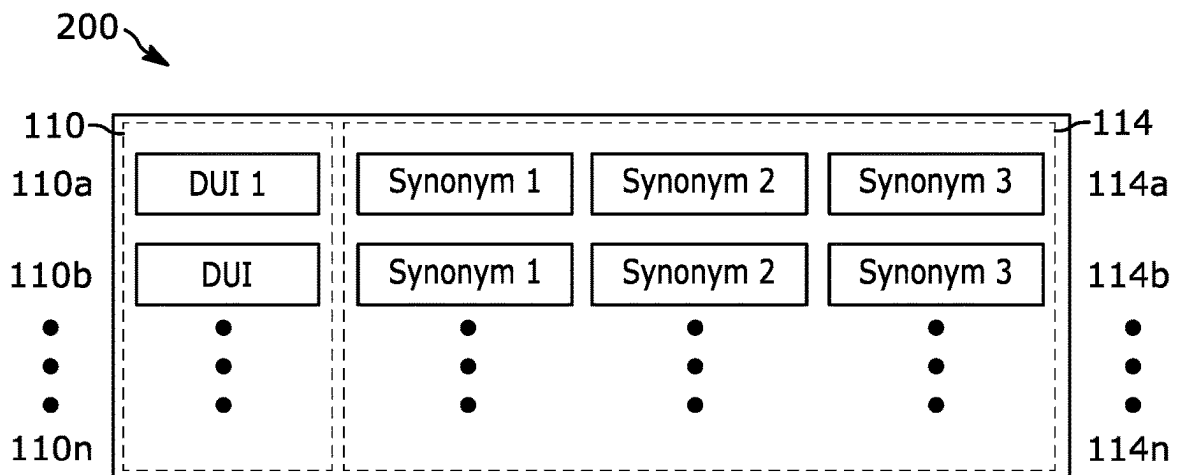 200
110 114
110a DUI 1 Synonym 1 Synonym 2 Synonym 3 114a
110b DUI Synonym 1 Synonym 2 Synonym 3 114b
110n 114n